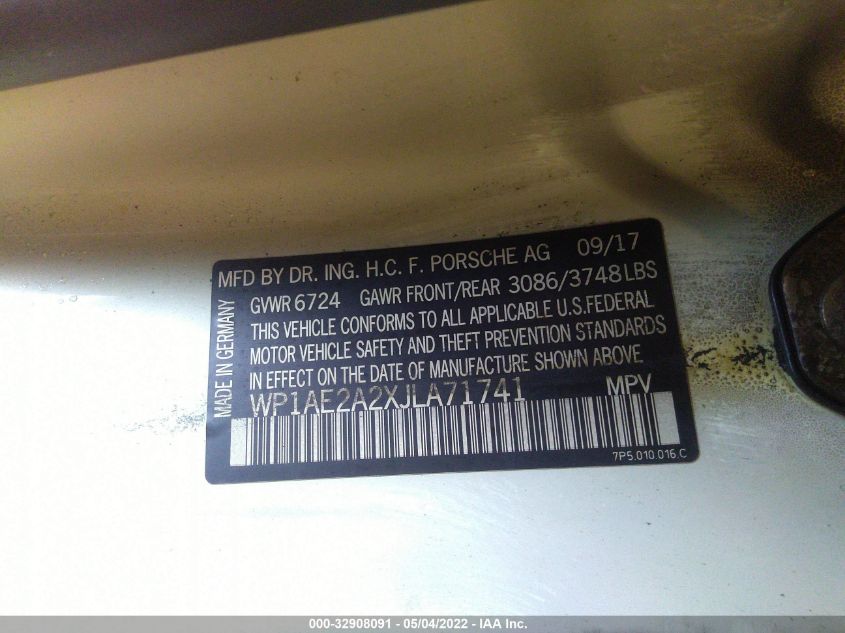 MFD BY DR. ING. H.C. F. PORSCHE AG 09/17
GVWR 6724 GAWR FRONT/REAR 3086/3748LBS
THIS VEHICLE CONFORMS TO ALL APPLICABLE U.S.FEDERAL
MOTOR VEHICLE SAFETY AND THEFT PREVENTION STANDARDS
IN EFFECT ON THE DATE OF MANUFACTURE SHOWN ABOVE
WP1AE2A2XJLA71741 MPV
MADE IN GERMANY
7P5.010.016.C
000-32908091 - 05/04/2022 - IAA Inc.